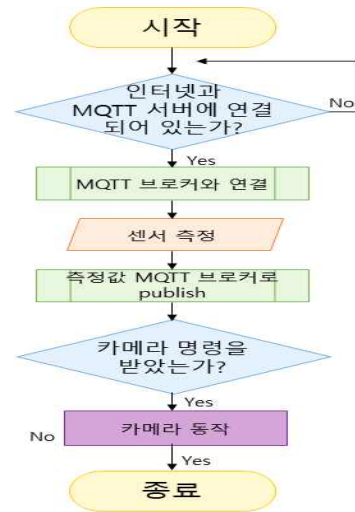 시작
인터넷과
MQTT 서버에 연결
되어 있는가?
No
Yes
MQTT 브로커와 연결
센서 측정
측정값 MQTT 브로커로
publish
카메라 명령을
받았는가?
Yes
카메라 동작
No
Yes
종료